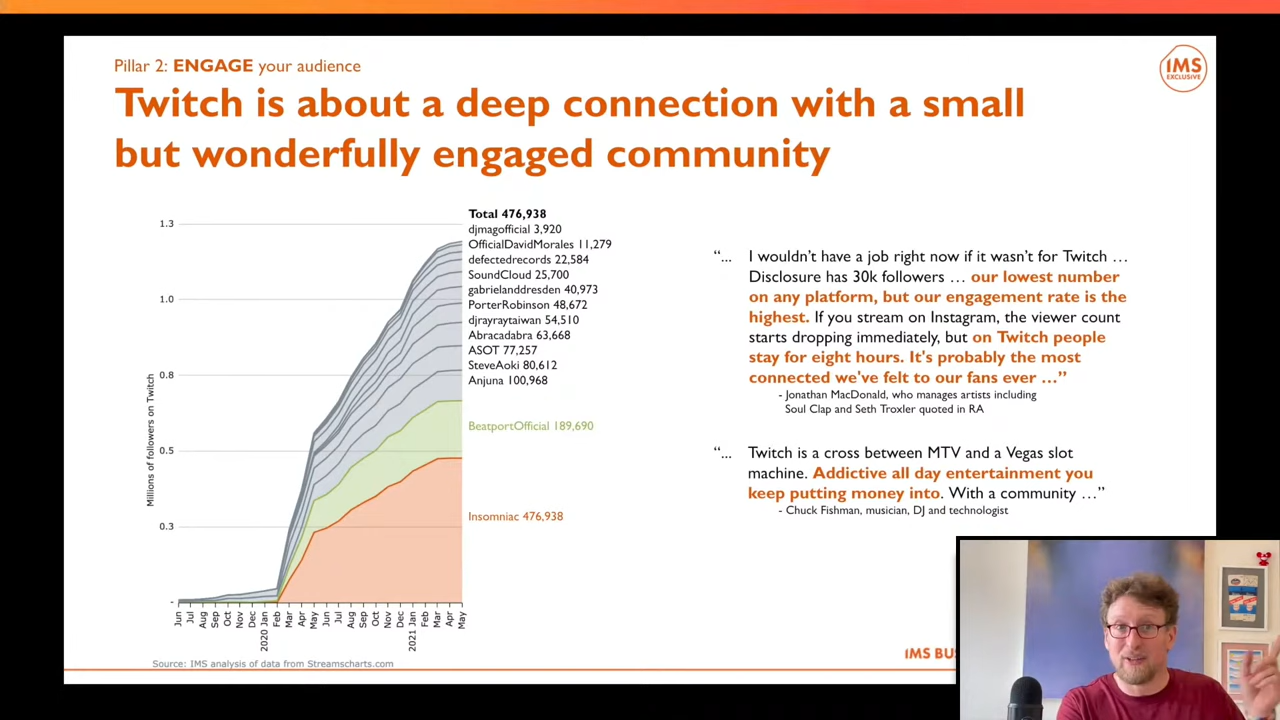 Pillar 2: ENGAGE your audience
IMS
EXCLUSIVE
Twitch is about a deep connection with a small
but wonderfully engaged community
Millions of followers on Twitch
1.3
1.0
0.8
0.5
0.3
-
Jun
Jul
Aug
Sep
Oct
Nov
Dec
2020 Jan
Feb
Mar
Apr
May
Jun
Jul
Aug
Sep
Oct
Nov
Dec
2021 Jan
Feb
Mar
Apr
May
Total 476,938
djmagofficial 3,920
OfficialDavidMorales 11,279
defectedrecords 22,584
SoundCloud 25,700
gabrielanddresden 40,973
PorterRobinson 48,672
djrayraytaiwan 54,510
Abracadabra 63,668
ASOT 77,257
SteveAoki 80,612
Anjuna 100,968
BeatportOfficial 189,690
Insomniac 476,938
“... I wouldn’t have a job right now if it wasn’t for Twitch …
Disclosure has 30k followers … our lowest number
on any platform, but our engagement rate is the
highest. If you stream on Instagram, the viewer count
starts dropping immediately, but on Twitch people
stay for eight hours. It's probably the most
connected we've felt to our fans ever …”
- Jonathan MacDonald, who manages artists including
Soul Clap and Seth Troxler quoted in RA
“... Twitch is a cross between MTV and a Vegas slot
machine. Addictive all day entertainment you
keep putting money into. With a community …”
- Chuck Fishman, musician, DJ and technologist
Source: IMS analysis of data from Streamscharts.com
IMS BUS